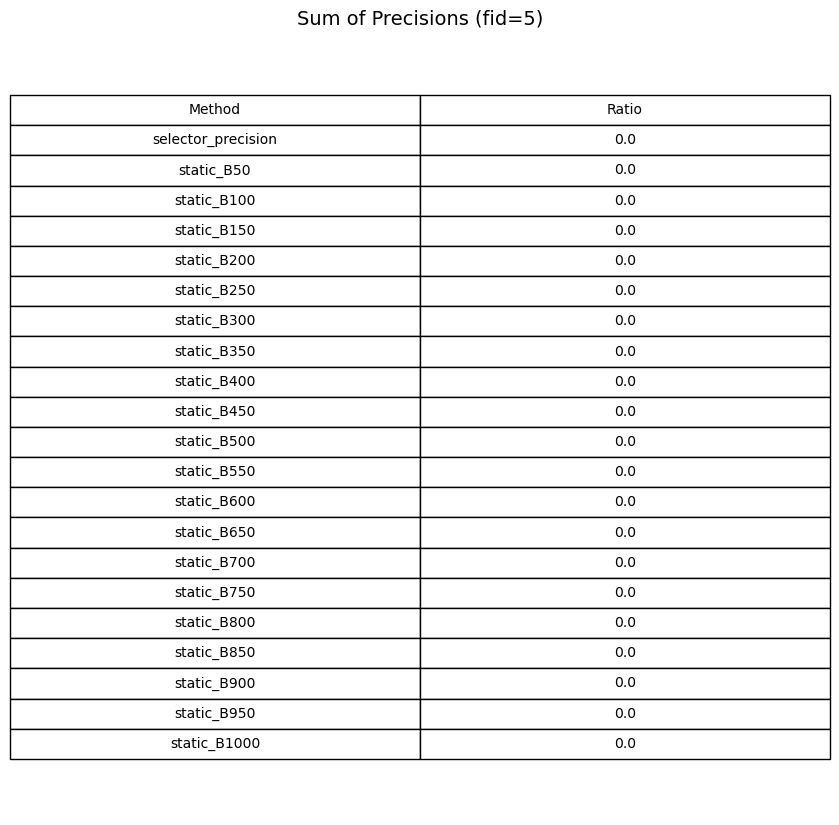 Sum of Precisions (fid=5)
Method Ratio
selector_precision 0.0
static_B50 0.0
static_B100 0.0
static_B150 0.0
static_B200 0.0
static_B250 0.0
static_B300 0.0
static_B350 0.0
static_B400 0.0
static_B450 0.0
static_B500 0.0
static_B550 0.0
static_B600 0.0
static_B650 0.0
static_B700 0.0
static_B750 0.0
static_B800 0.0
static_B850 0.0
static_B900 0.0
static_B950 0.0
static_B1000 0.0